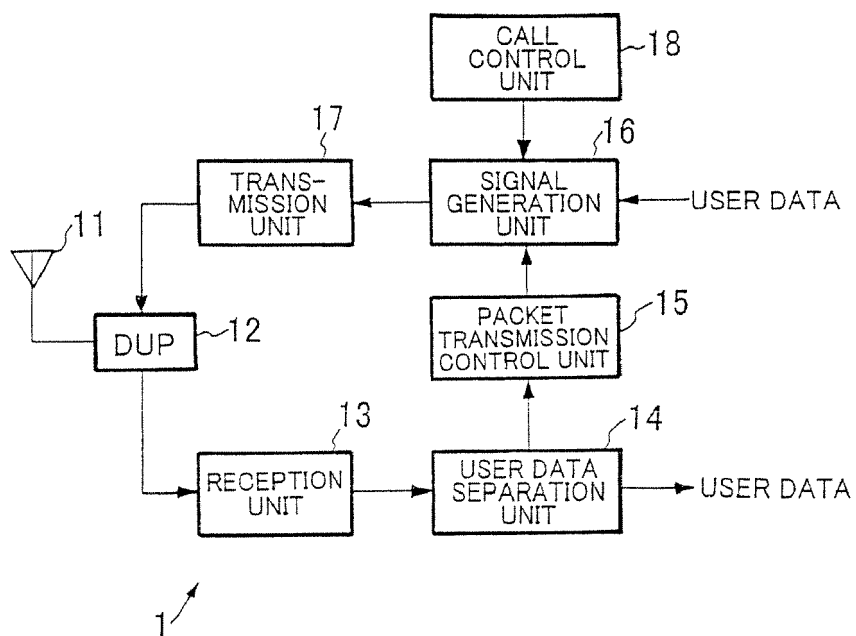 CALL
CONTROL
UNIT
18
17
16
TRANS-
MISSION
UNIT
SIGNAL
GENERATION
UNIT
USER DATA
11
DUP
12
PACKET
TRANSMISSION
CONTROL UNIT
15
13
14
RECEPTION
UNIT
USER DATA
SEPARATION
UNIT
USER DATA
1